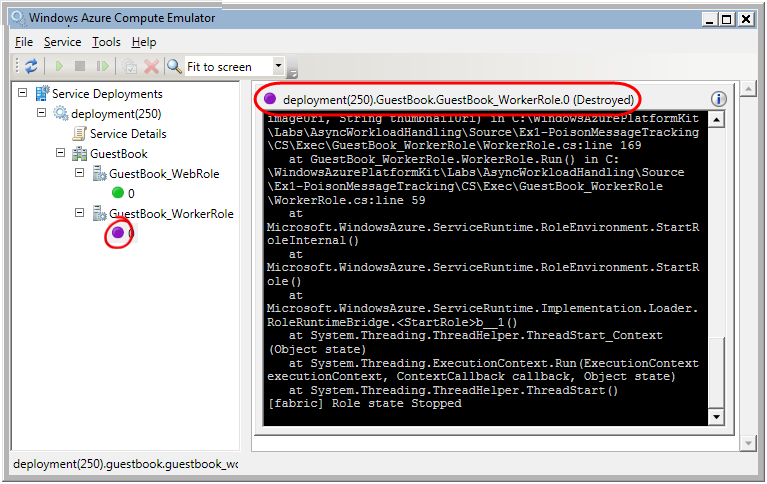 Windows Azure Compute Emulator
File Service Tools Help
Fit to screen
Service Deployments
deployment(250)
Service Details
GuestBook
GuestBook_WebRole
0
GuestBook_WorkerRole
0
deployment(250).GuestBook.GuestBook_WorkerRole.0 (Destroyed)
imageUri, String thumbnailUri) in C:\WindowsAzurePlatformKit
\Labs\AsyncWorkloadHandling\Source\Ex1-PoisonMessageTracking
\CS\Exec\GuestBook_WorkerRole\WorkerRole.cs:line 169
at GuestBook_WorkerRole.WorkerRole.Run() in C:
\WindowsAzurePlatformKit\Labs\AsyncWorkloadHandling\Source
\Ex1-PoisonMessageTracking\CS\Exec\GuestBook_WorkerRole
\WorkerRole.cs:line 59
at
Microsoft.WindowsAzure.ServiceRuntime.RoleEnvironment.StartR
oleInternal()
at
Microsoft.WindowsAzure.ServiceRuntime.RoleEnvironment.StartR
ole()
at
Microsoft.WindowsAzure.ServiceRuntime.Implementation.Loader.
RoleRuntimeBridge.<StartRole>b__1()
at System.Threading.ThreadHelper.ThreadStart_Context
(Object state)
at System.Threading.ExecutionContext.Run(ExecutionContext
executionContext, ContextCallback callback, Object state)
at System.Threading.ThreadHelper.ThreadStart()
[fabric] Role state Stopped
deployment(250).guestbook.guestbook_wo